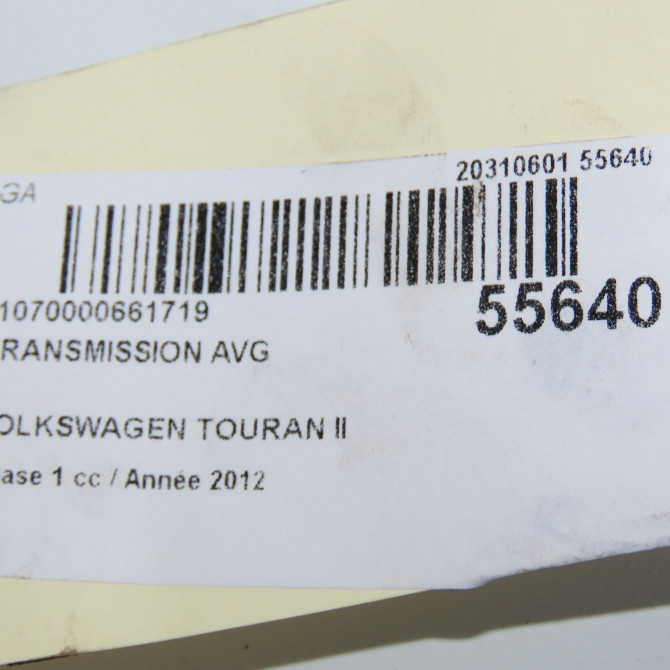 GA
20310601 55640
1070000661719
55640
RANSMISSION AVG
OLKSWAGEN TOURAN II
ase 1 cc / Année 2012